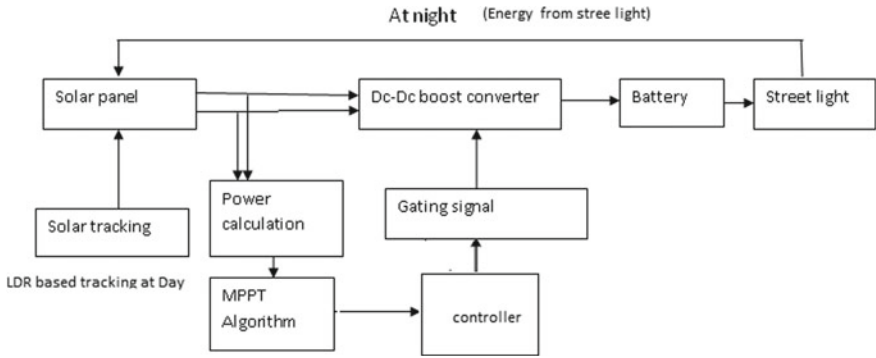 At night (Energy from stree light)
Solar panel
Dc-Dc boost converter
Battery
Street light
Power
calculation
Gating signal
Solar tracking
LDR based tracking at Day
MPPT
Algorithm
controller